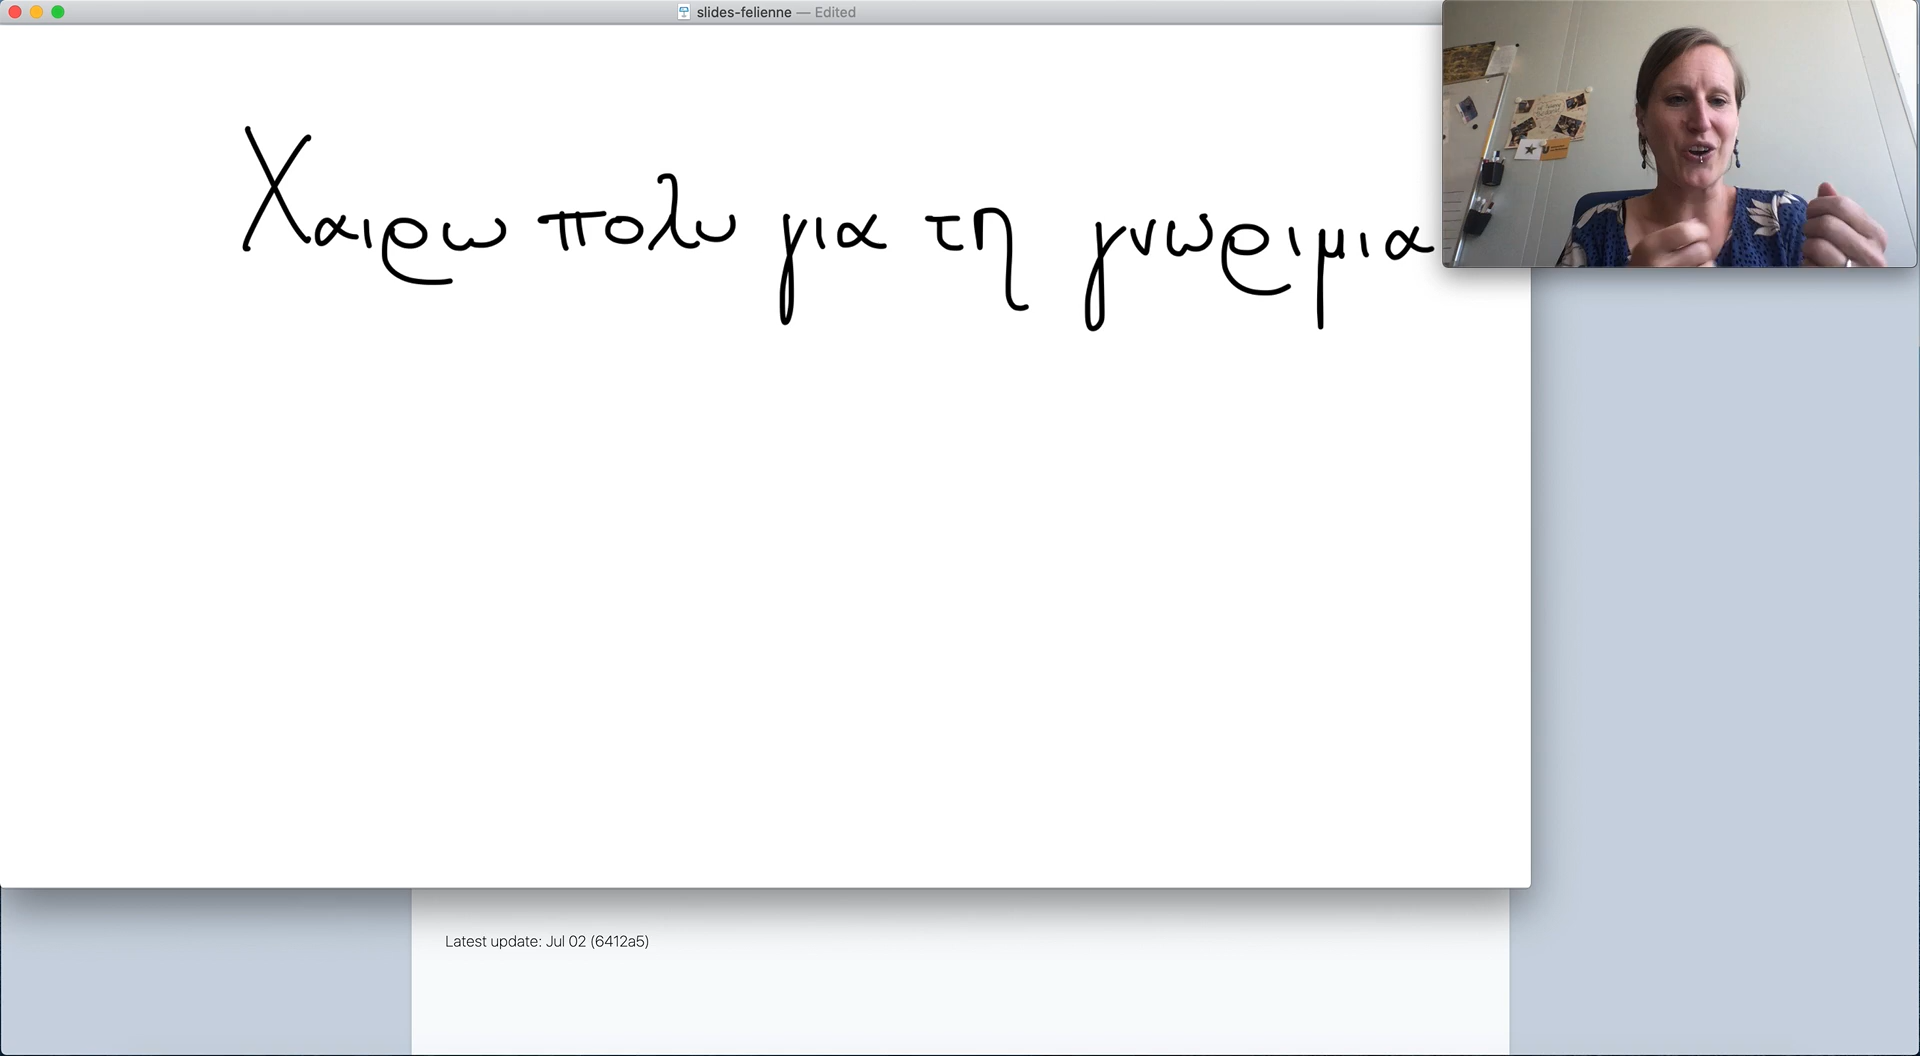 slides-felienne — Edited
Χαιρω πολυ για τη γνωριμια
Latest update: Jul 02 (6412a5)